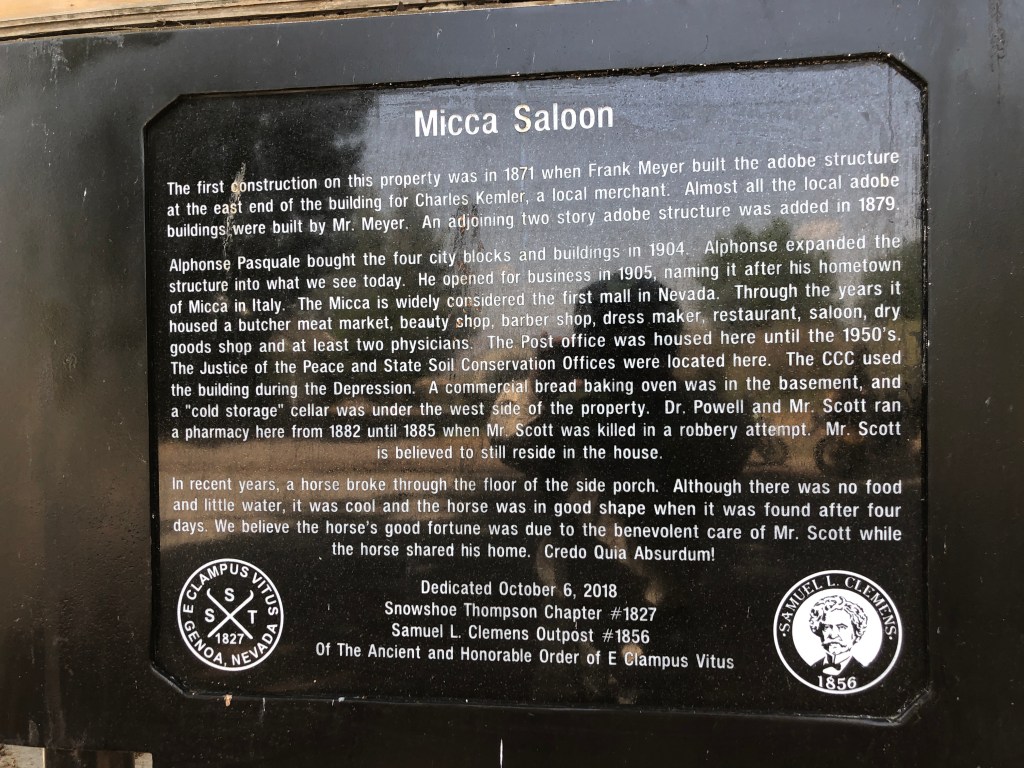 Micca Saloon
The first construction on this property was in 1871 when Frank Meyer built the adobe structure
at the east end of the building for Charles Kemler, a local merchant. Almost all the local adobe
buildings were built by Mr. Meyer. An adjoining two story adobe structure was added in 1879.
Alphonse Pasquale bought the four city blocks and buildings in 1904. Alphonse expanded the
structure into what we see today. He opened for business in 1905, naming it after his hometown
of Micca in Italy. The Micca is widely considered the first mall in Nevada. Through the years it
housed a butcher meat market, beauty shop, barber shop, dress maker, restaurant, saloon, dry
goods shop and at least two physicians. The Post office was housed here until the 1950's.
The Justice of the Peace and State Soil Conservation Offices were located here. The CCC used
the building during the Depression. A commercial bread baking oven was in the basement, and
a "cold storage" cellar was under the west side of the property. Dr. Powell and Mr. Scott ran
a pharmacy here from 1882 until 1885 when Mr. Scott was killed in a robbery attempt. Mr. Scott
is believed to still reside in the house.
In recent years, a horse broke through the floor of the side porch. Although there was no food
and little water, it was cool and the horse was in good shape when it was found after four
days. We believe the horse's good fortune was due to the benevolent care of Mr. Scott while
the horse shared his home. Credo Quia Absurdum!
Dedicated October 6, 2018
Snowshoe Thompson Chapter #1827
Samuel L. Clemens Outpost #1856
Of The Ancient and Honorable Order of E Clampus Vitus
E CLAMPUS VITUS
S
S T
1827
GENOA, NEVADA
·SAMUEL L. CLEMENS·
1856